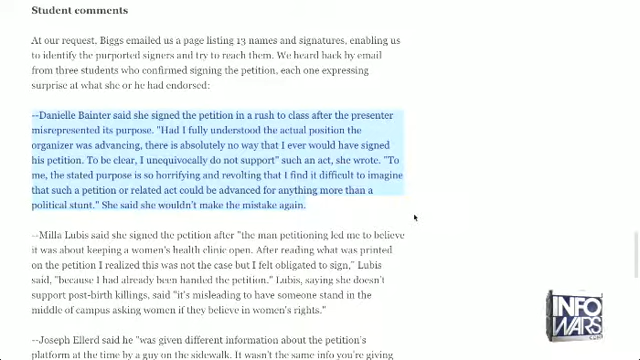 Student comments
At our request, Biggs emailed us a page listing 13 names and signatures, enabling us
to identify the purported signers and try to reach them. We heard back by email
from three students who confirmed signing the petition, each one expressing
surprise at what she or he had endorsed:
--Danielle Bainter said she signed the petition in a rush to class after the presenter
misrepresented its purpose. "Had I fully understood the actual position the
organizer was advancing, there is absolutely no way that I ever would have signed
his petition. To be clear, I unequivocally do not support" such an act, she wrote. "To
me, the stated purpose is so horrifying and revolting that I find it difficult to imagine
that such a petition or related act could be advanced for anything more than a
political stunt." She said she wouldn't make the mistake again.
--Milla Lubis said she signed the petition after "the man petitioning led me to believe
it was about keeping a women's health clinic open. After reading what was printed
on the petition I realized this was not the case but I felt obligated to sign," Lubis
said, "because I had already been handed the petition." Lubis, saying she doesn't
support post-birth killings, said "it's misleading to have someone stand in the
middle of campus asking women if they believe in women's rights."
--Joseph Ellerd said he "was given different information about the petition's
platform at the time by a guy on the sidewalk. It wasn't the same info you're giving
INFO
WARS